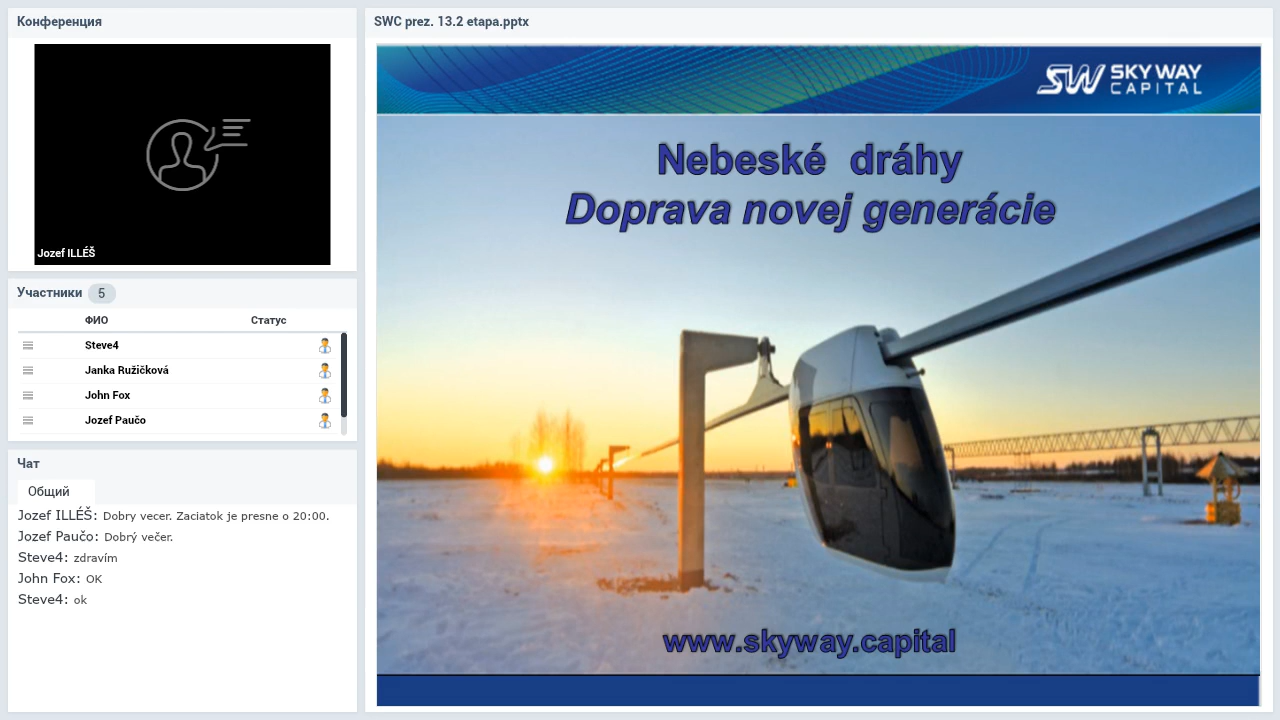 Конференция
Jozef ILLÉŠ
Участники 5
ФИО Статус
Steve4
Janka Ružičková
John Fox
Jozef Paučo
Чат
Общий
Jozef ILLÉŠ: Dobry vecer. Zaciatok je presne o 20:00.
Jozef Paučo: Dobrý večer.
Steve4: zdravím
John Fox: OK
Steve4: ok
SWC prez. 13.2 etapa.pptx
SW SKY WAY
CAPITAL
Nebeské dráhy
Doprava novej generácie
www.skyway.capital